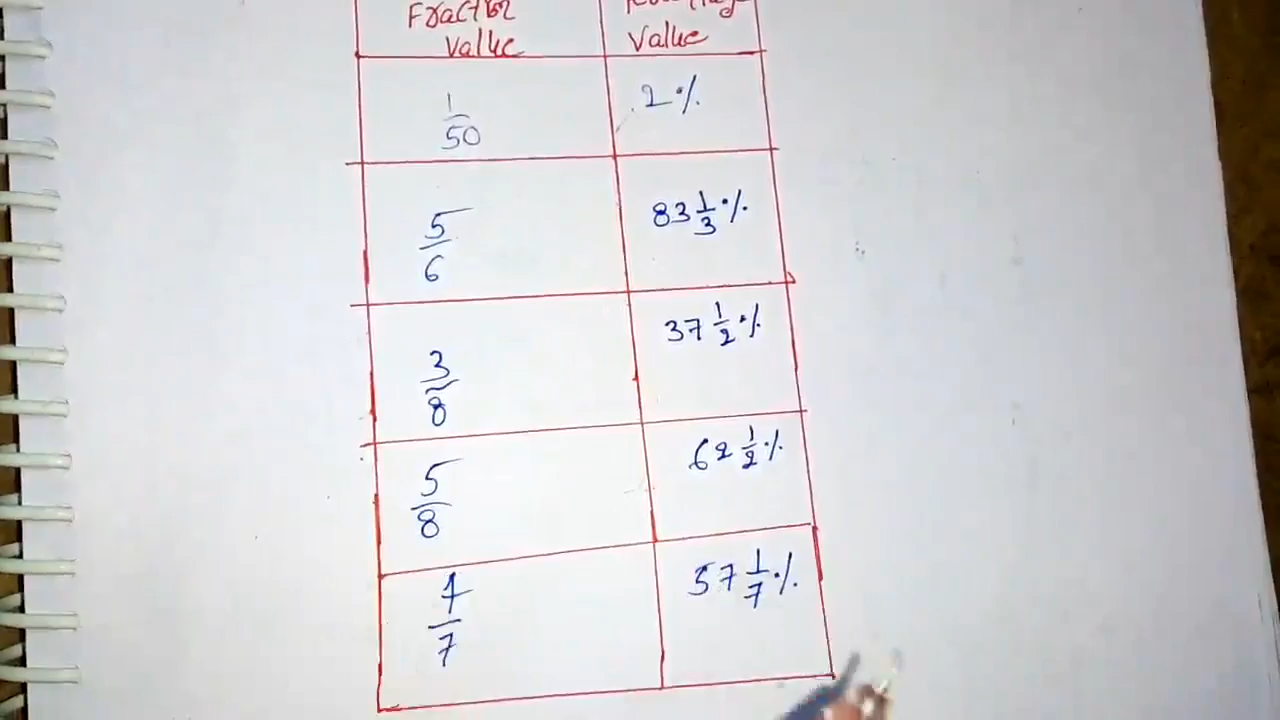 Fraction
value
Value
1/50 2%
5/6 83 1/3%
3/8 37 1/2%
5/8 62 1/2%
4/7 57 1/7%